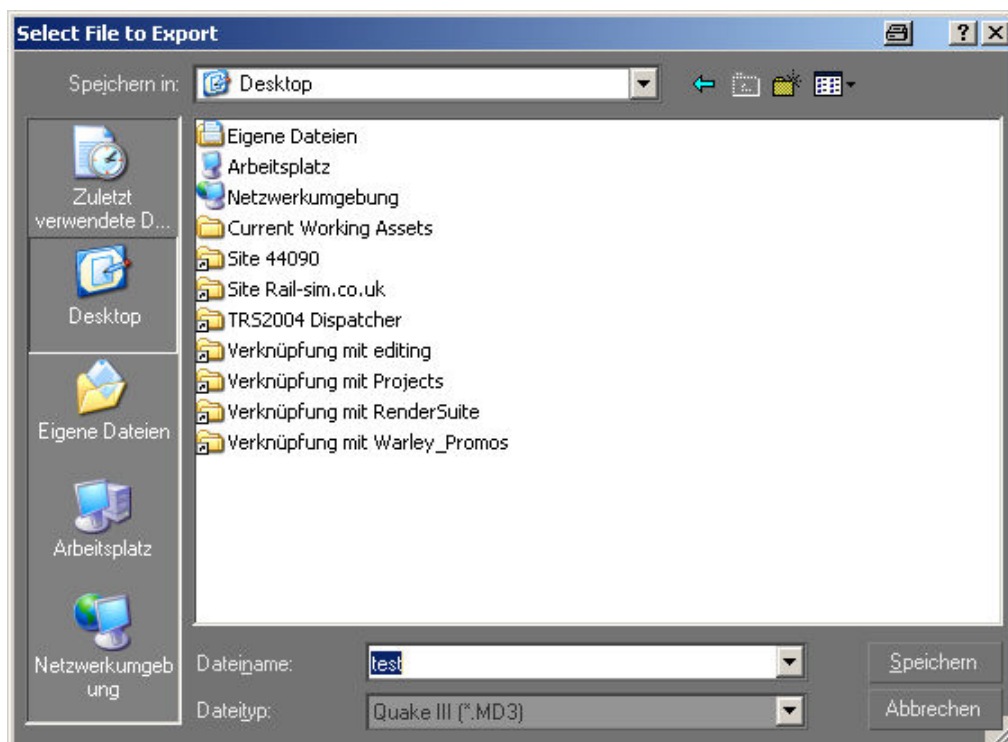 Select File to Export
Speichern in:
Desktop
Zuletzt
verwendete D...
Desktop
Eigene Dateien
Arbeitsplatz
Netzwerkumgeb
ung
Eigene Dateien
Arbeitsplatz
Netzwerkumgebung
Current Working Assets
Site 44090
Site Rail-sim.co.uk
TRS2004 Dispatcher
Verknüpfung mit editing
Verknüpfung mit Projects
Verknüpfung mit RenderSuite
Verknüpfung mit Warley_Promos
Dateiname:
test
Speichern
Dateityp:
Quake III (*.MD3)
Abbrechen